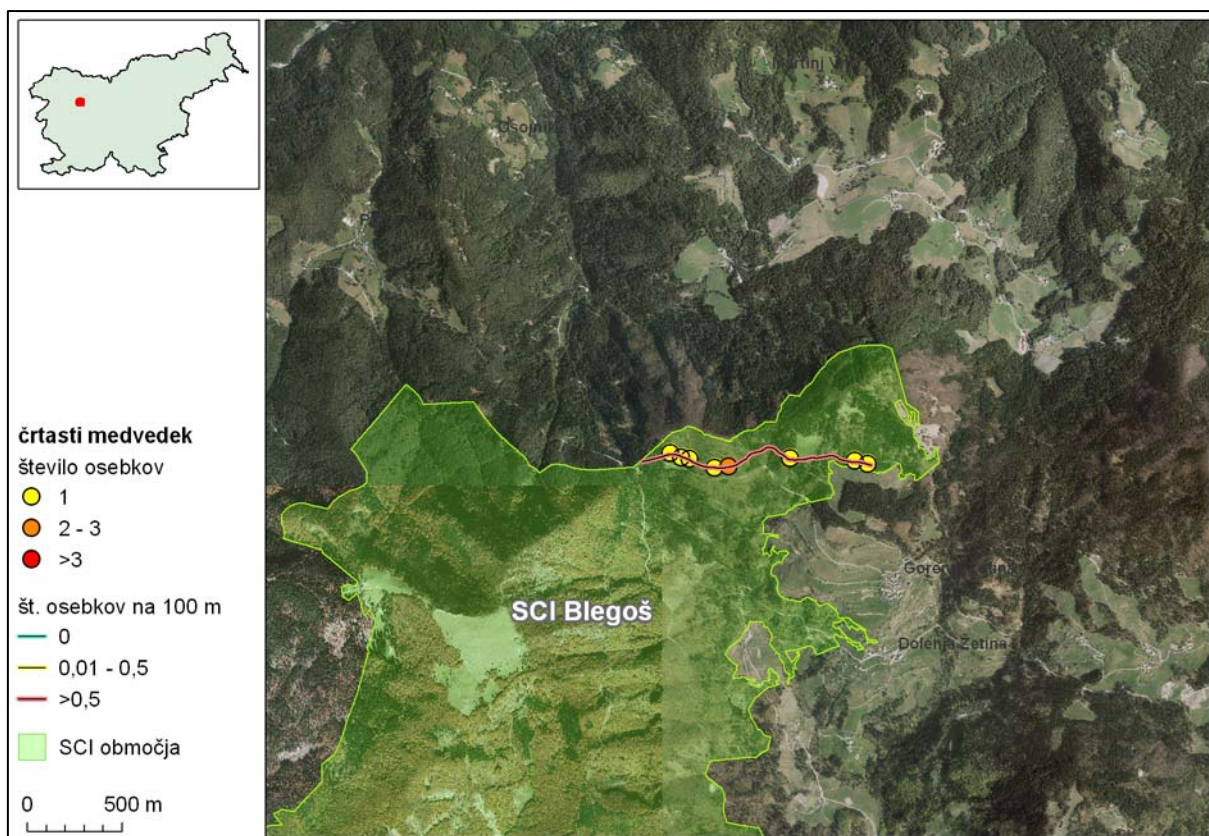 črtasti medvedek
število osebkov
1
2 - 3
>3
št. osebkov na 100 m
0
0,01 - 0,5
>0,5
SCI območja
0 500 m
SCI Blegoš
Dolenja Žetina